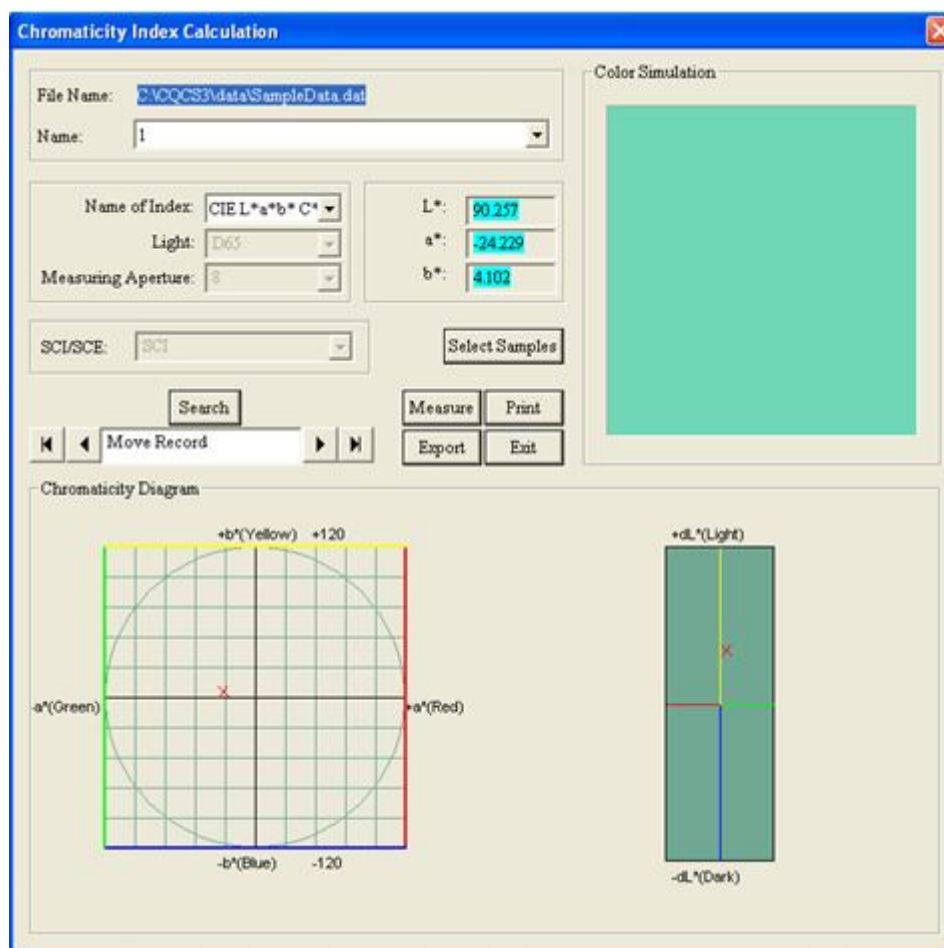 Chromaticity Index Calculation
File Name: C:\CQCS3\data\SampleData.dat
Name: 1
Color Simulation
Name of Index: CIE L*a*b* C*
Light: D65
Measuring Aperture: 8
L*: 90.257
a*: -24.229
b*: 4.102
SCI/SCE: SCI
Select Samples
Search
Move Record
Measure
Print
Export
Exit
Chromaticity Diagram
+b*(Yellow) +120
-a*(Green)
+a*(Red)
-b*(Blue) -120
+dL*(Light)
-dL*(Dark)